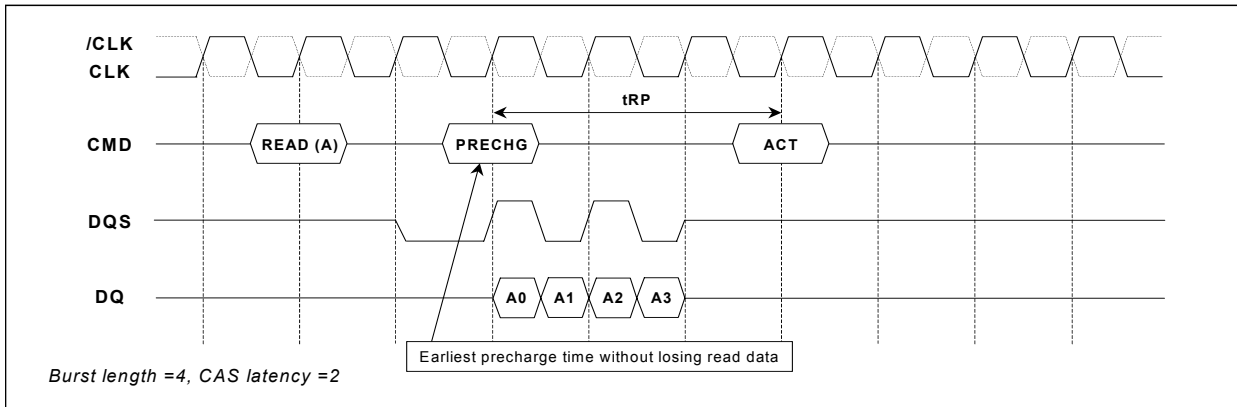 /CLK
CLK
tRP
CMD
READ (A)
PRECHG
ACT
DQS
DQ
A0
A1
A2
A3
Earliest precharge time without losing read data
Burst length =4, CAS latency =2